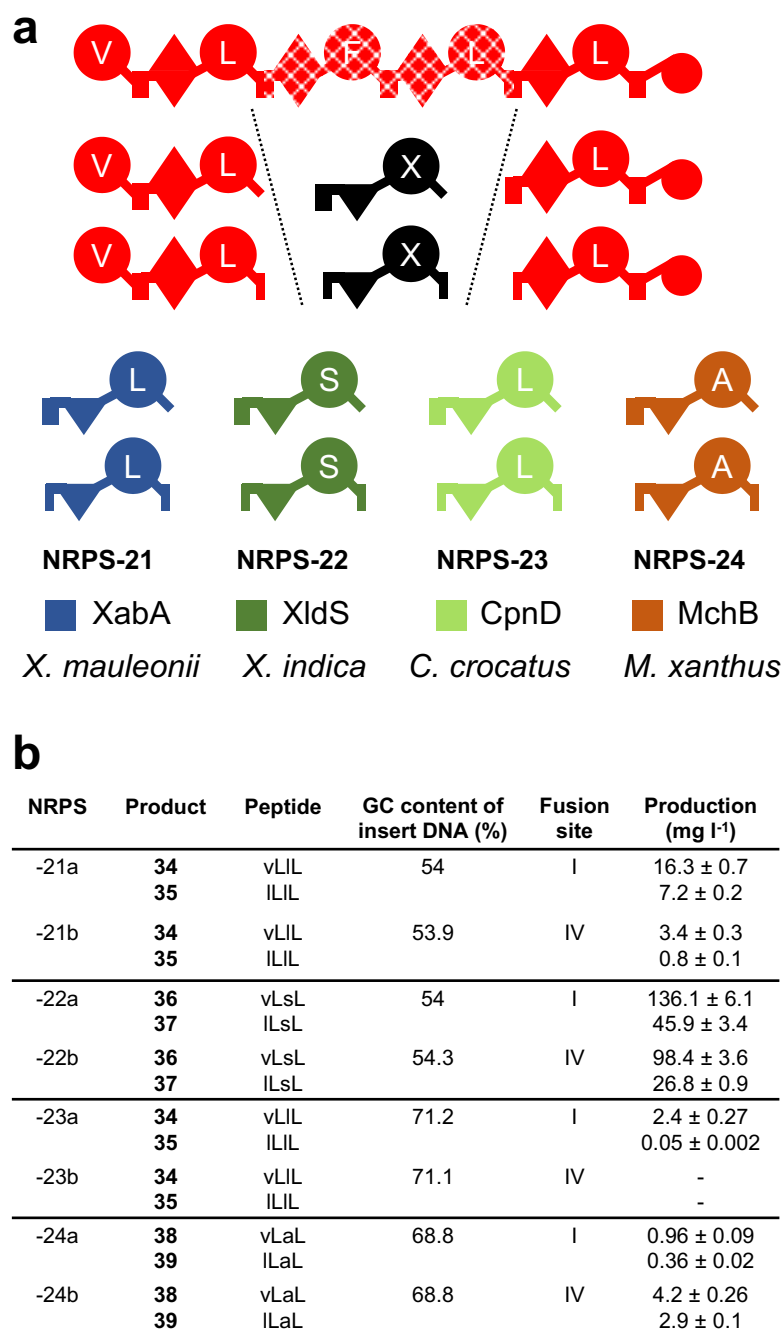 a
V L F L L
V L X L
V L X L
L S L A
L S L A
NRPS-21 NRPS-22 NRPS-23 NRPS-24
XabA XldS CpnD MchB
X. mauleonii X. indica C. crocatus M. xanthus
b
NRPS Product Peptide GC content of insert DNA (%) Fusion site Production (mg l-1)
-21a 34 vLlL 54 I 16.3 ± 0.7
35 lLlL 7.2 ± 0.2
-21b 34 vLlL 53.9 IV 3.4 ± 0.3
35 lLlL 0.8 ± 0.1
-22a 36 vLsL 54 I 136.1 ± 6.1
37 lLsL 45.9 ± 3.4
-22b 36 vLsL 54.3 IV 98.4 ± 3.6
37 lLsL 26.8 ± 0.9
-23a 34 vLlL 71.2 I 2.4 ± 0.27
35 lLlL 0.05 ± 0.002
-23b 34 vLlL 71.1 IV -
35 lLlL -
-24a 38 vLaL 68.8 I 0.96 ± 0.09
39 lLaL 0.36 ± 0.02
-24b 38 vLaL 68.8 IV 4.2 ± 0.26
39 lLaL 2.9 ± 0.1